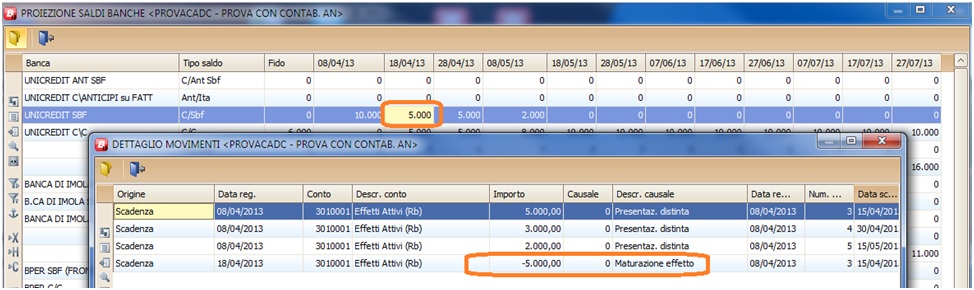 PROIEZIONE SALDI BANCHE <PROVACADC - PROVA CON CONTAB. AN>
Banca Tipo saldo Fido 08/04/13 18/04/13 28/04/13 08/05/13 18/05/13 28/05/13 07/06/13 17/06/13 27/06/13 07/07/13 17/07/13 27/07/13
UNICREDIT ANT SBF C/Ant Sbf 0 0 0 0 0 0 0 0 0 0 0 0 0
UNICREDIT C\ANTICIPI su FATT Ant/Ita 0 0 0 0 0 0 0 0 0 0 0 0 0
UNICREDIT SBF C/Sbf 0 10.000 5.000 5.000 2.000 0 0 0 0 0 0 0 0
UNICREDIT C\C 10.000
16.000
BANCA DI IMOLA
B.CA DI IMOLA
BANCA DI IMOLA
11.000
BPER SBF (FRON
BPER C/C
DETTAGLIO MOVIMENTI <PROVACADC - PROVA CON CONTAB. AN>
Origine Data reg. Conto Descr. conto Importo Causale Descr. causale Data re... Num. ... Data sc...
Scadenza 08/04/2013 3010001 Effetti Attivi (Rb) 5.000,00 0 Presentaz. distinta 08/04/2013 3 15/04/201
Scadenza 08/04/2013 3010001 Effetti Attivi (Rb) 3.000,00 0 Presentaz. distinta 08/04/2013 4 30/04/201
Scadenza 08/04/2013 3010001 Effetti Attivi (Rb) 2.000,00 0 Presentaz. distinta 08/04/2013 5 15/05/201
Scadenza 18/04/2013 3010001 Effetti Attivi (Rb) -5.000,00 0 Maturazione effetto 08/04/2013 3 15/04/201